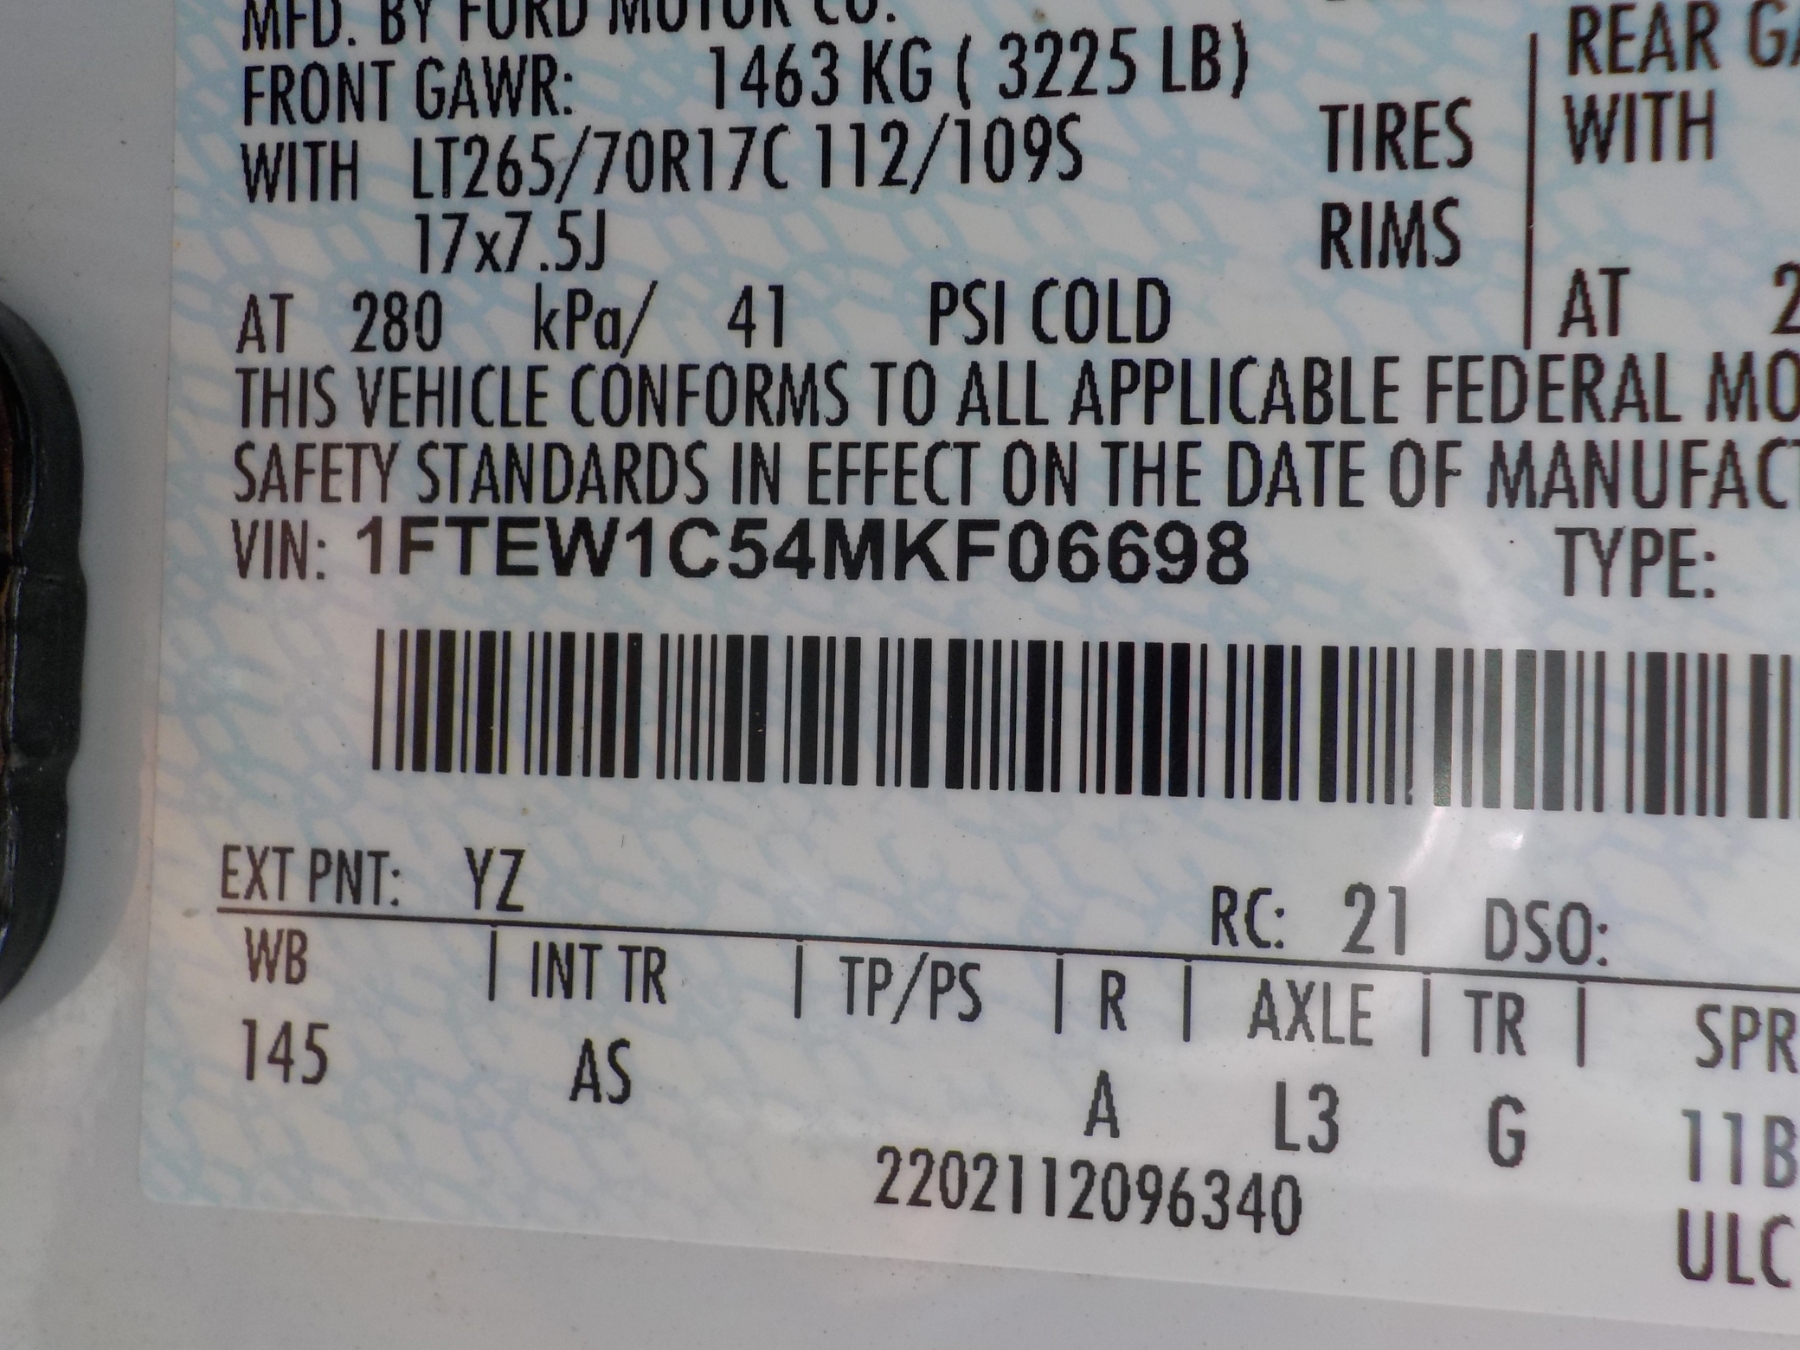 MFD. BY FORD MOTOR CO.
FRONT GAWR: 1463 KG ( 3225 LB)
WITH LT265/70R17C 112/109S TIRES
17x7.5J RIMS
AT 280 kPa/ 41 PSI COLD
REAR
WITH
AT
THIS VEHICLE CONFORMS TO ALL APPLICABLE FEDERAL
SAFETY STANDARDS IN EFFECT ON THE DATE OF
VIN: 1FTEW1C54MKF06698 TYPE:
EXT PNT: YZ RC: 21 DSO:
WB | INT TR | TP/PS | R | AXLE | TR | SPR
145 AS A L3 G 11B
2202112096340 ULC